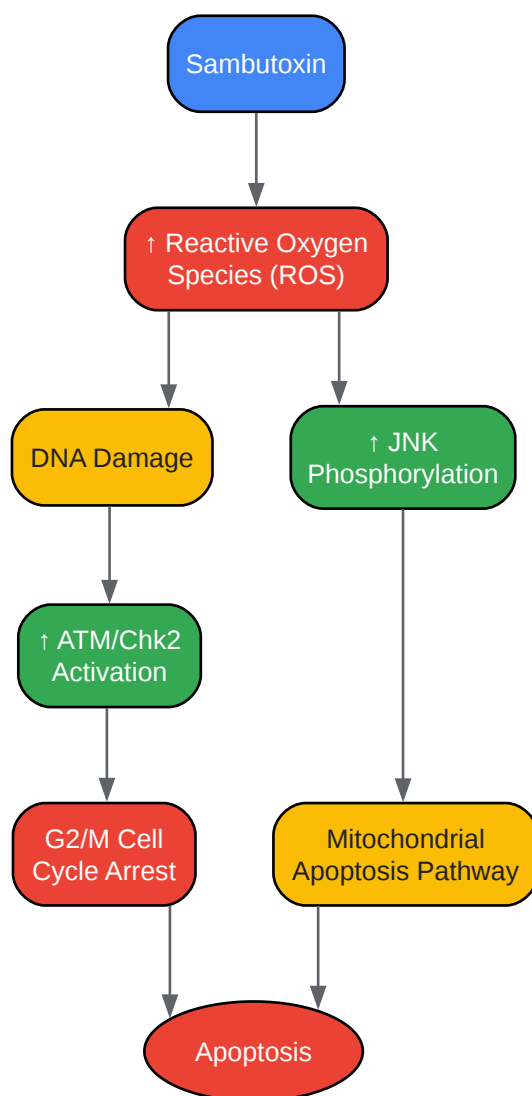 Sambutoxin
↑ Reactive Oxygen
Species (ROS)
DNA Damage
↑ JNK
Phosphorylation
↑ ATM/Chk2
Activation
G2/M Cell
Cycle Arrest
Mitochondrial
Apoptosis Pathway
Apoptosis